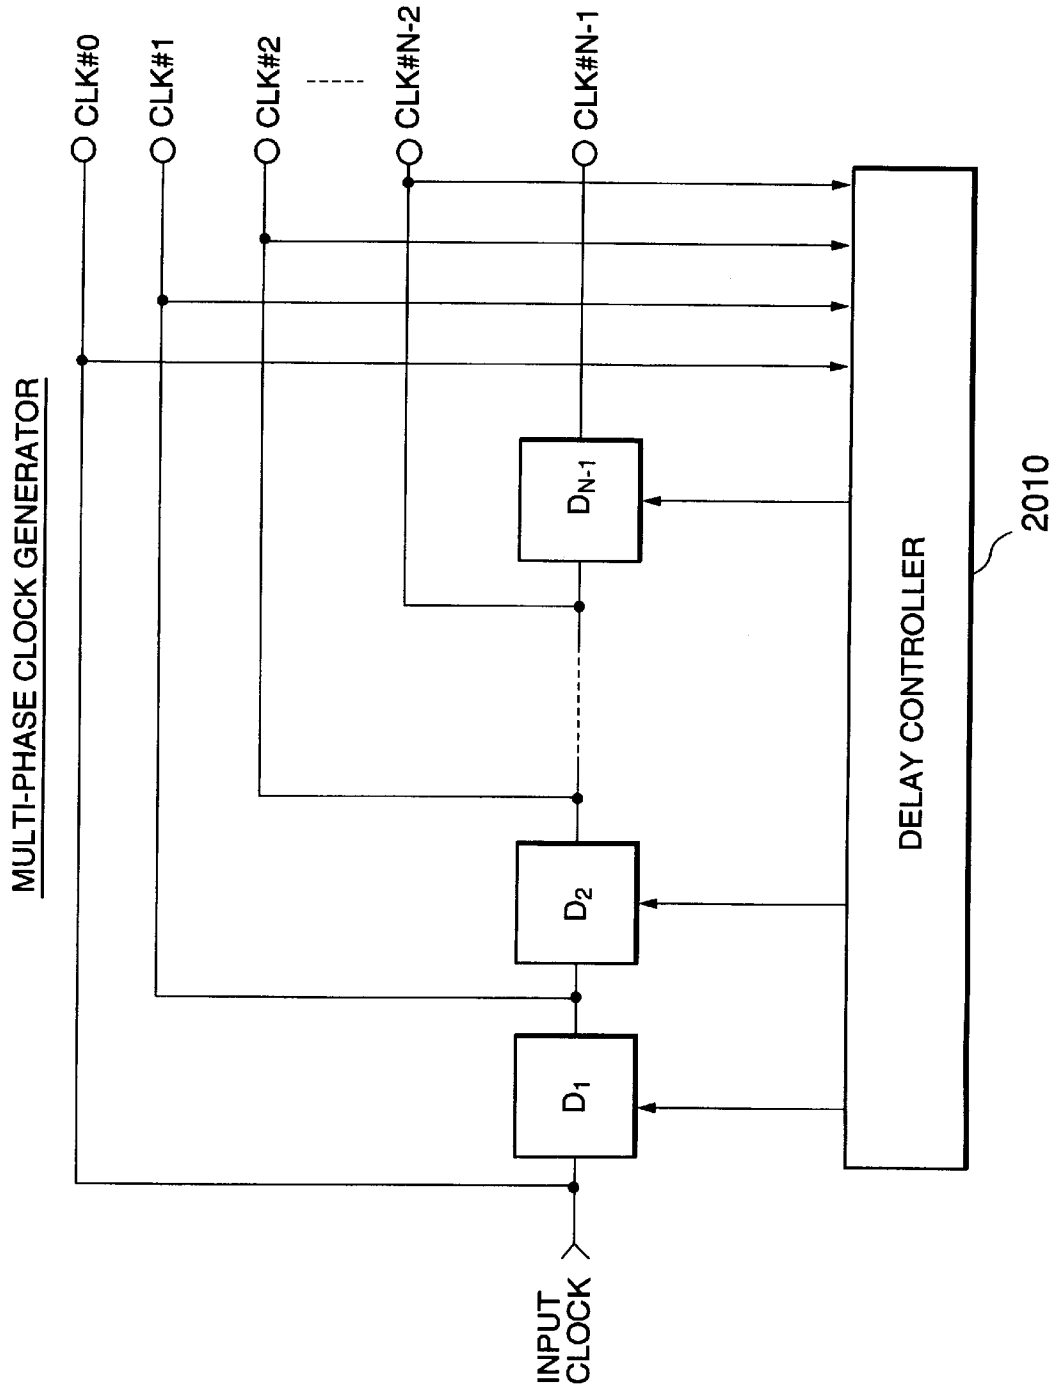 MULTI-PHASE CLOCK GENERATOR
CLK#0
CLK#1
CLK#2
CLK#N-2
CLK#N-1
INPUT
CLOCK
D1
D2
DN-1
DELAY CONTROLLER
2010